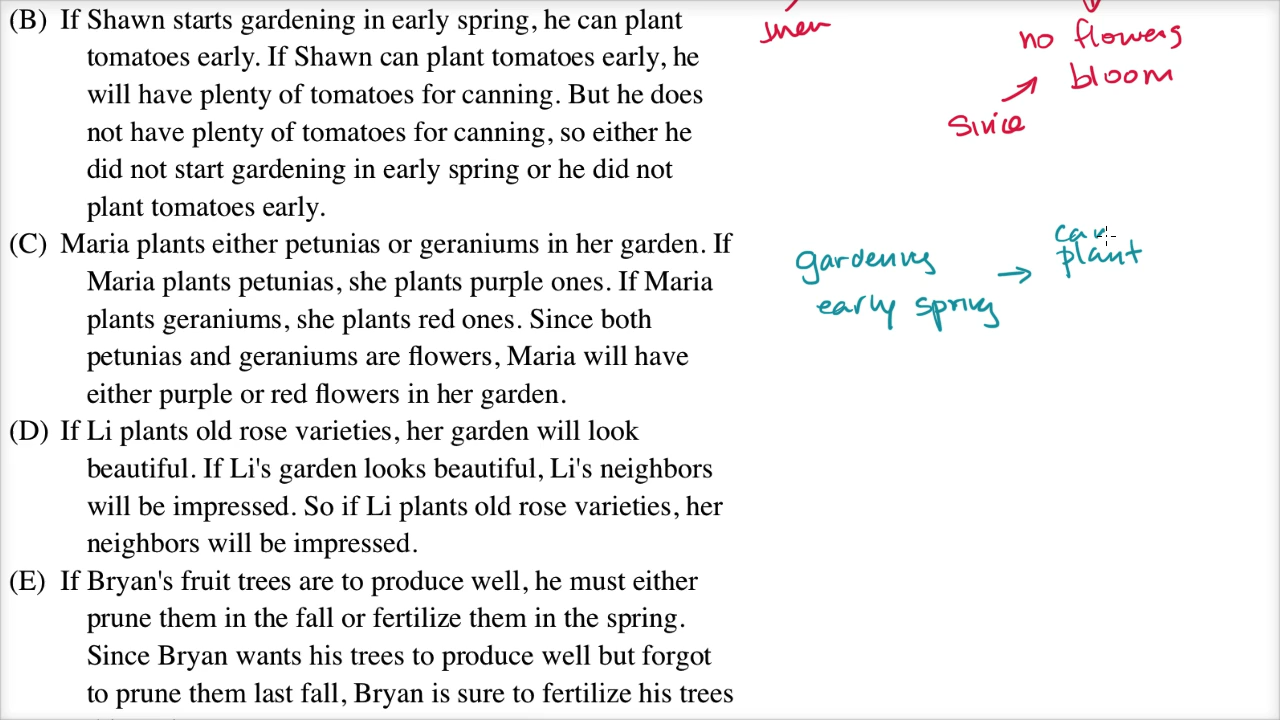 (B) If Shawn starts gardening in early spring, he can plant
tomatoes early. If Shawn can plant tomatoes early, he
will have plenty of tomatoes for canning. But he does
not have plenty of tomatoes for canning, so either he
did not start gardening in early spring or he did not
plant tomatoes early.
(C) Maria plants either petunias or geraniums in her garden. If
Maria plants petunias, she plants purple ones. If Maria
plants geraniums, she plants red ones. Since both
petunias and geraniums are flowers, Maria will have
either purple or red flowers in her garden.
(D) If Li plants old rose varieties, her garden will look
beautiful. If Li's garden looks beautiful, Li's neighbors
will be impressed. So if Li plants old rose varieties, her
neighbors will be impressed.
(E) If Bryan's fruit trees are to produce well, he must either
prune them in the fall or fertilize them in the spring.
Since Bryan wants his trees to produce well but forgot
to prune them last fall, Bryan is sure to fertilize his trees
no flowers
bloom
since
gardening
early spring
→
can
plant